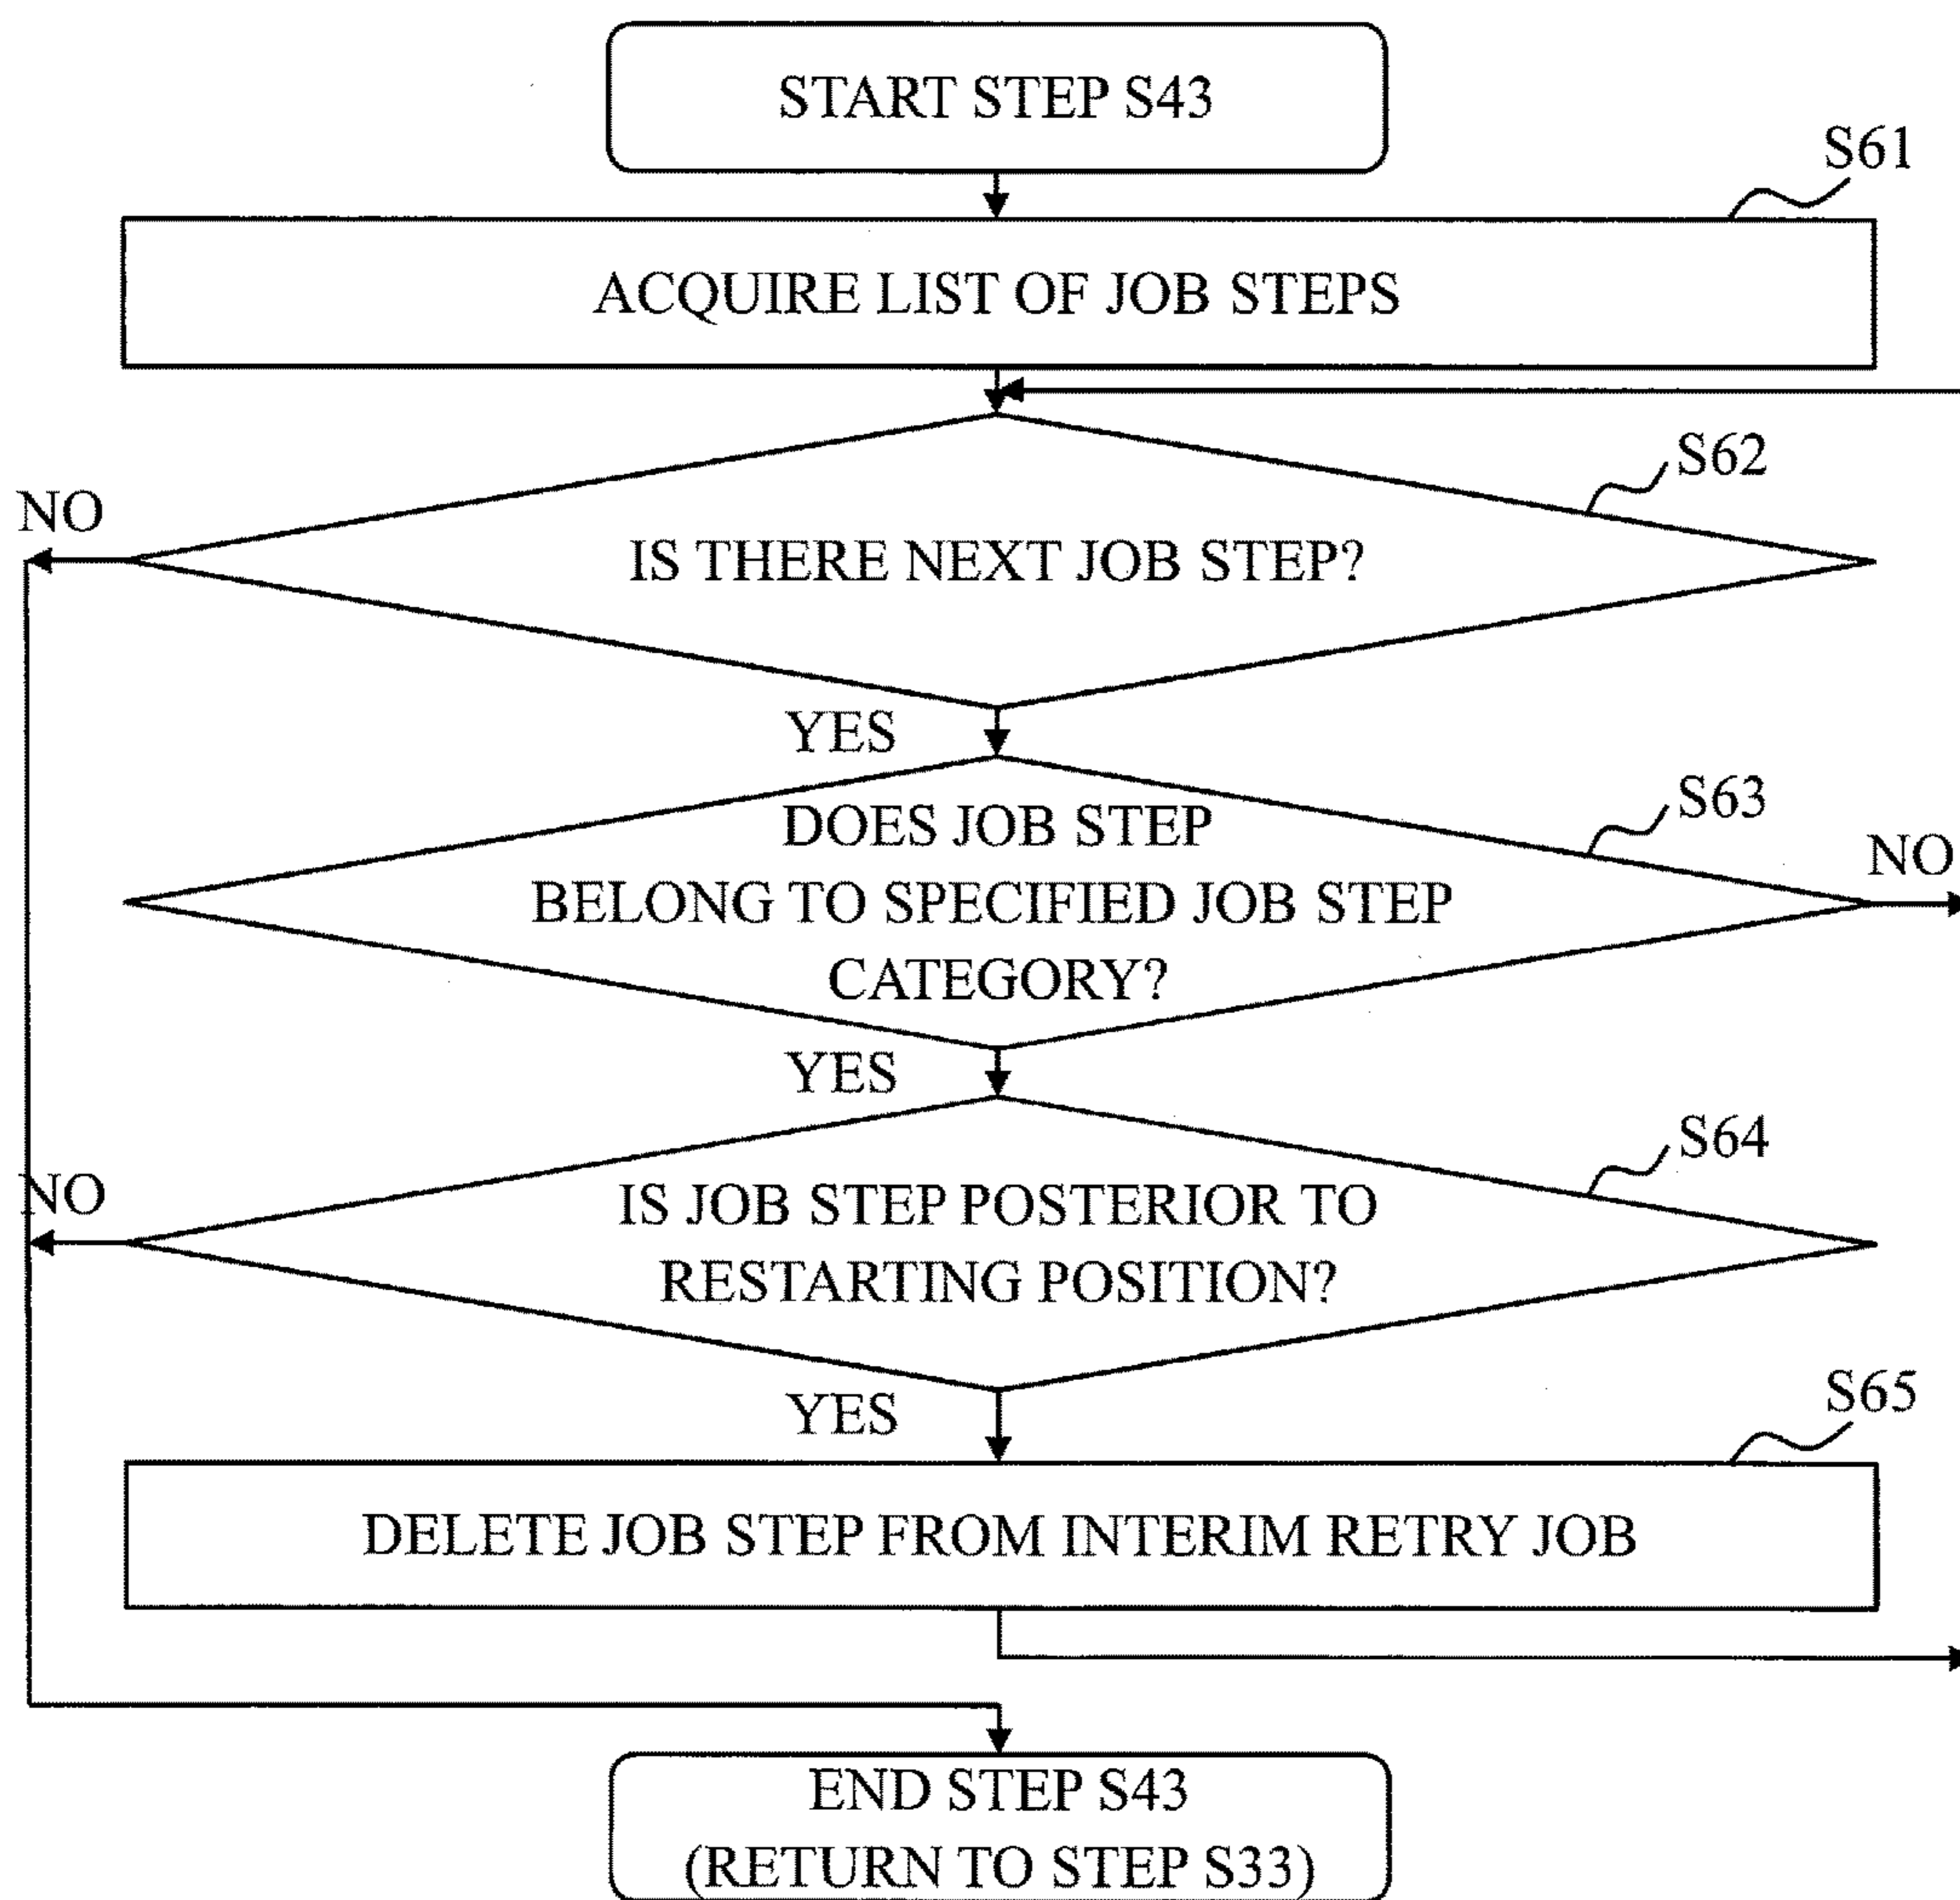 START STEP S43
S61
ACQUIRE LIST OF JOB STEPS
S62
NO
IS THERE NEXT JOB STEP?
YES
S63
DOES JOB STEP
NO
BELONG TO SPECIFIED JOB STEP
CATEGORY?
YES
S64
NO
IS JOB STEP POSTERIOR TO
RESTARTING POSITION?
YES
S65
DELETE JOB STEP FROM INTERIM RETRY JOB
END STEP S43
(RETURN TO STEP S33)